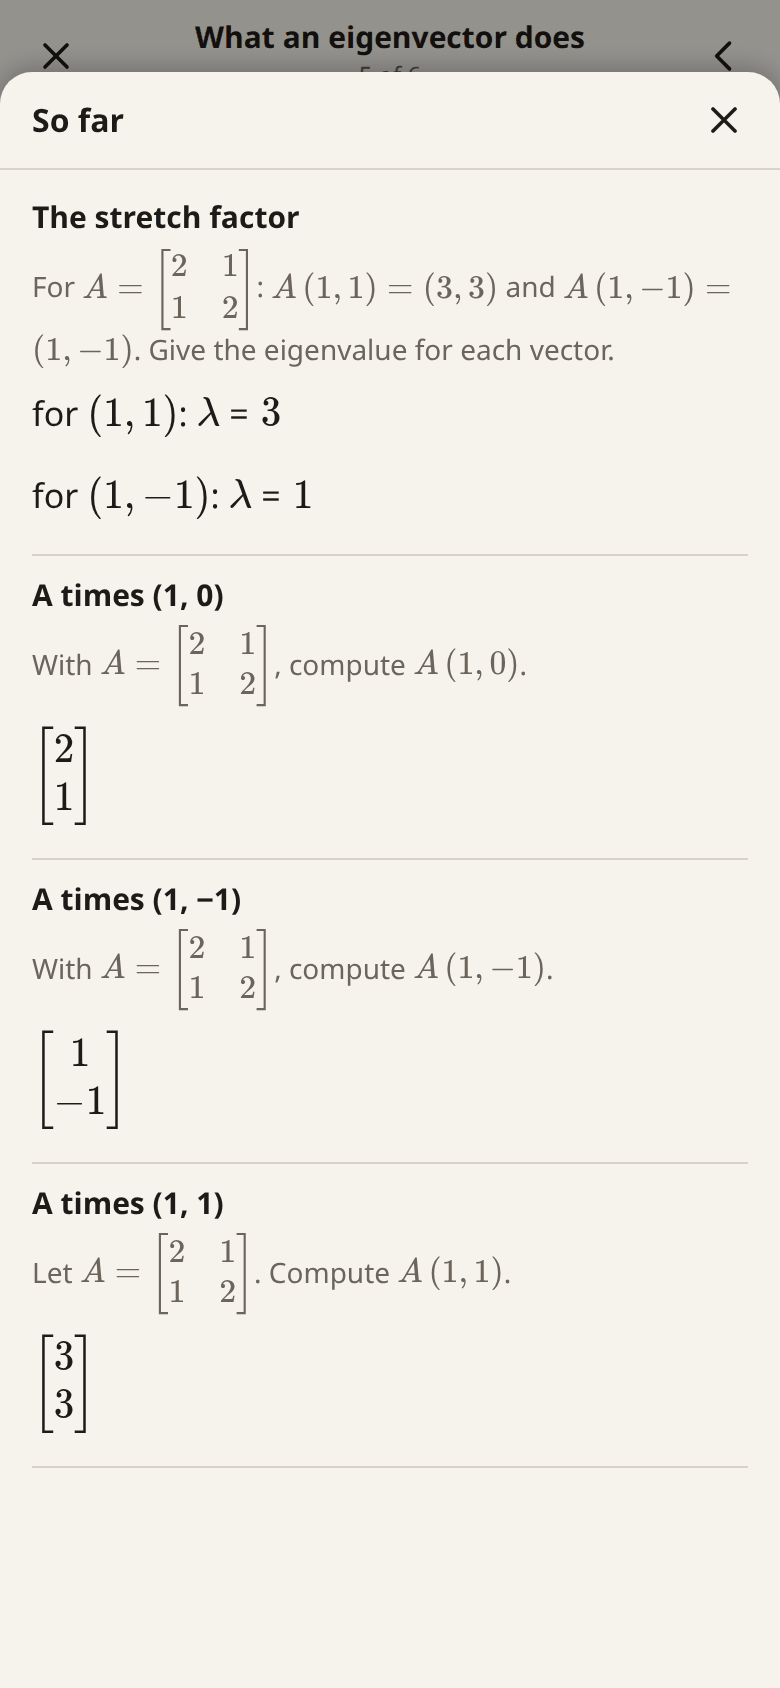 What an eigenvector does
5 of 6
So far
The stretch factor
For A = [2 1; 1 2]: A (1, 1) = (3, 3) and A (1, −1) =
(1, −1). Give the eigenvalue for each vector.
for (1, 1): λ = 3
for (1, −1): λ = 1
A times (1, 0)
With A = [2 1; 1 2], compute A (1, 0).
[2; 1]
A times (1, −1)
With A = [2 1; 1 2], compute A (1, −1).
[1; −1]
A times (1, 1)
Let A = [2 1; 1 2]. Compute A (1, 1).
[3; 3]